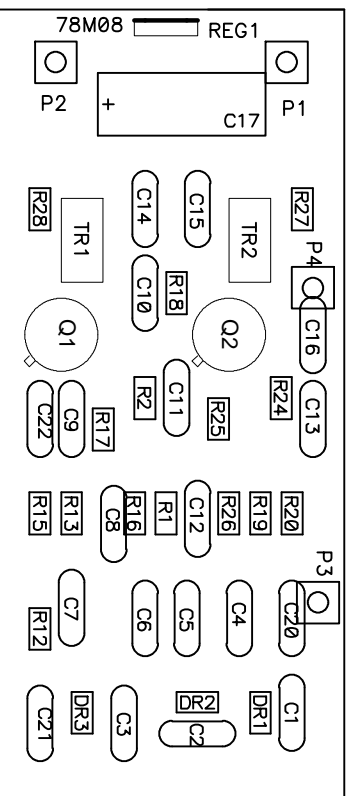 78M08
REG1
P2
+
C17
P1
R28
TR1
C14
C15
TR2
R27
P4
C10
R18
Q1
Q2
C16
C22
C9
R17
R2
C11
R25
R24
C13
R15
R13
C8
R16
R1
C12
R26
R19
R20
P3
R12
C7
C6
C5
C4
C20
C21
DR3
C3
DR2
C2
DR1
C1